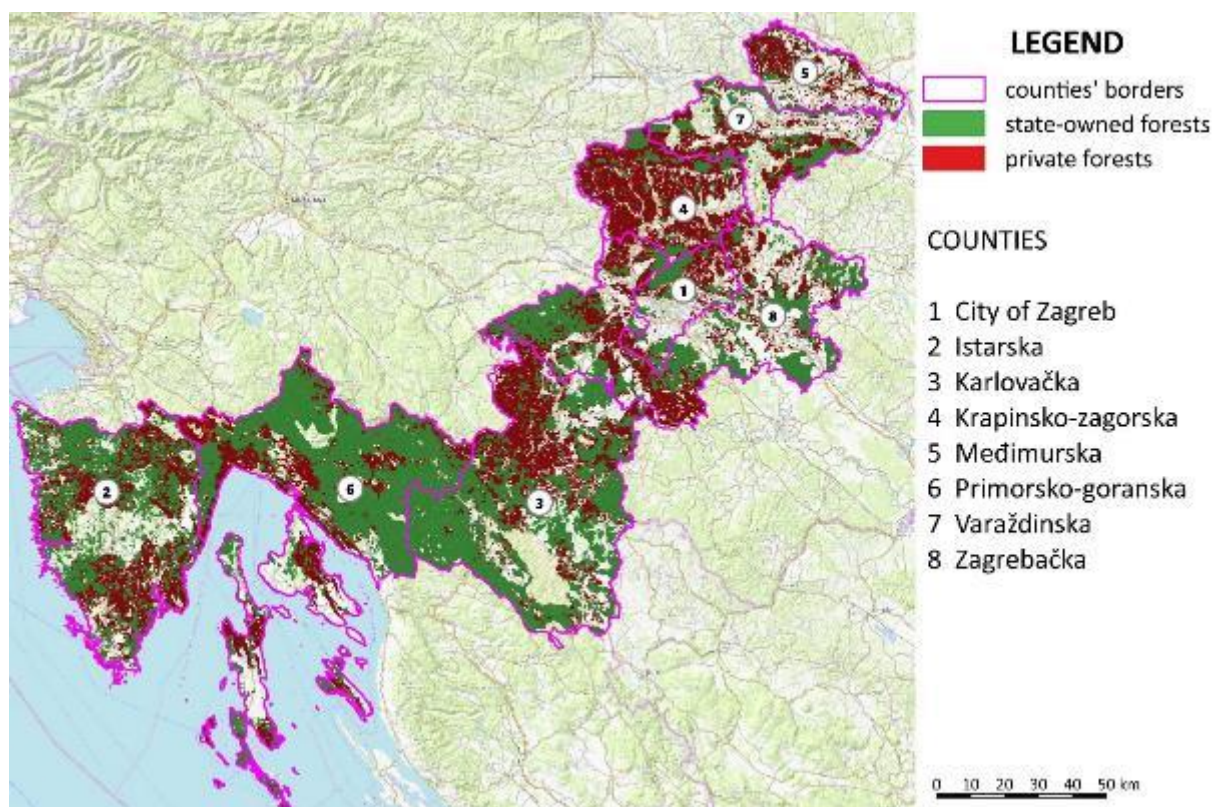 LEGEND
counties' borders
state-owned forests
private forests
COUNTIES
1 City of Zagreb
2 Istarska
3 Karlovačka
4 Krapinsko-zagorska
5 Međimurska
6 Primorsko-goranska
7 Varaždinska
8 Zagrebačka
5
7
4
1
8
2
6
3
0 10 20 30 40 50 km